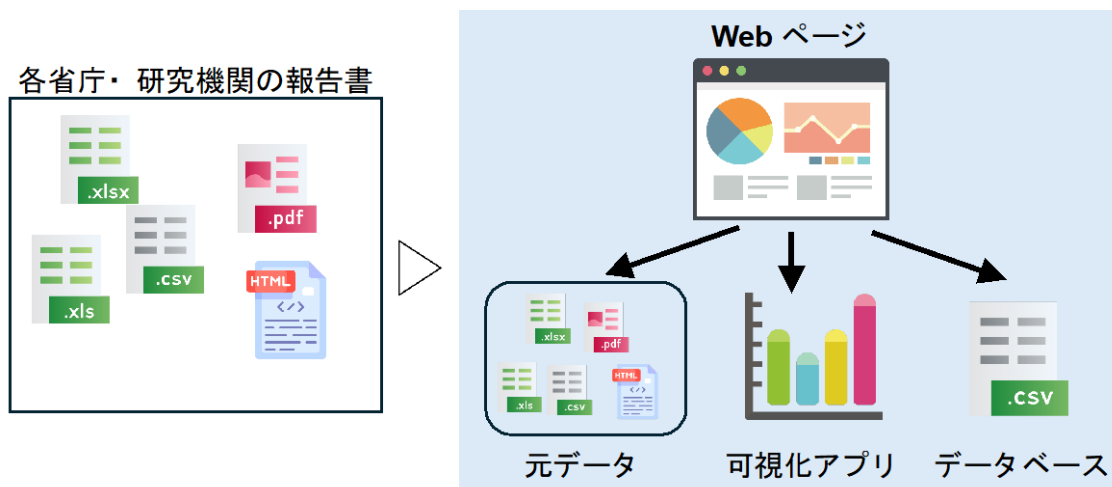 各省庁・ 研究機関の報告書
.xlsx
.pdf
.csv
.xls
HTML
</>
Web ページ
.xlsx
.pdf
.xls
.csv
HTML
</>
.csv
元データ
可視化アプリ
データベース